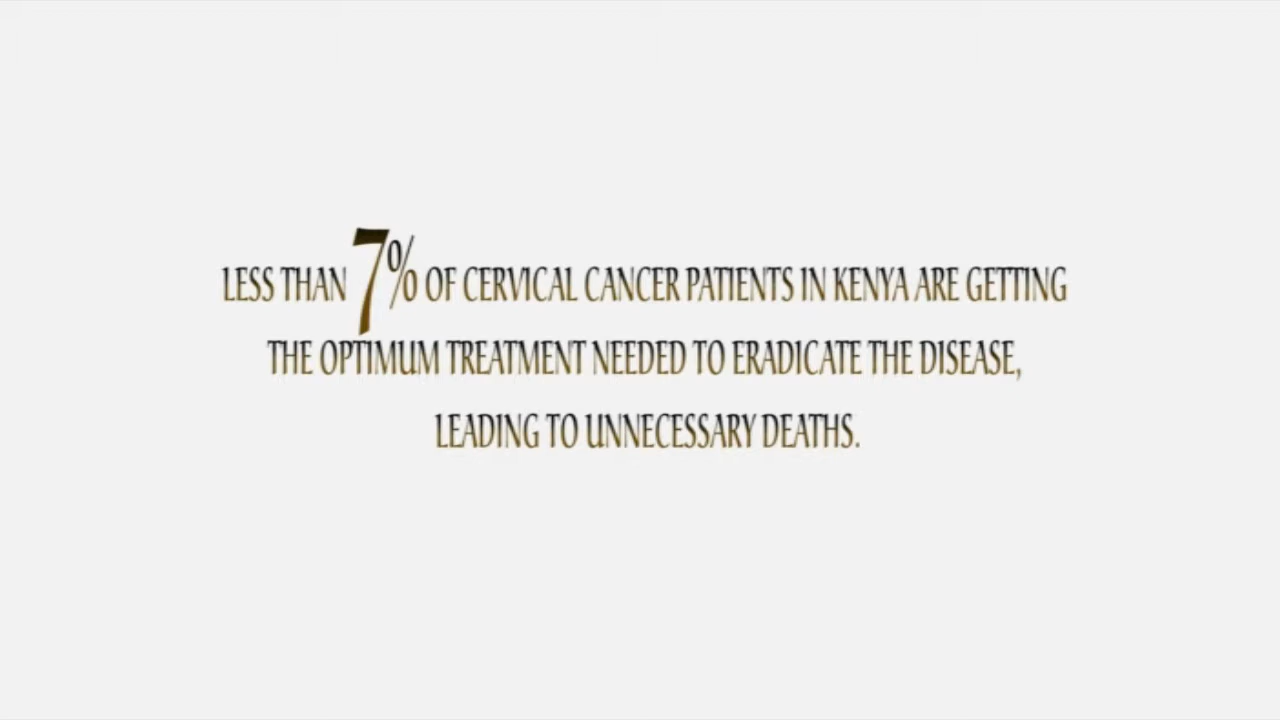 LESS THAN 7% OF CERVICAL CANCER PATIENTS IN KENYA ARE GETTING
THE OPTIMUM TREATMENT NEEDED TO ERADICATE THE DISEASE,
LEADING TO UNNECESSARY DEATHS.